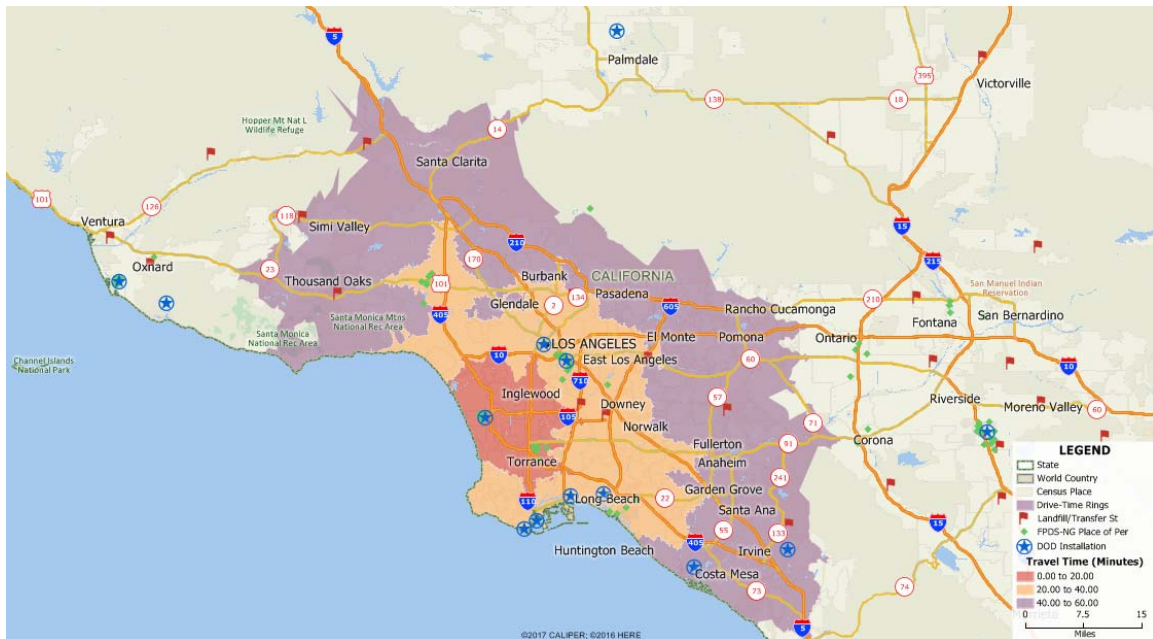 5
Palmdale
395
Victorville
138
18
Hopper Mt Nat L
Wildlife Refuge
14
Santa Clarita
101
126
Ventura
118
Simi Valley
15
210
215
Oxnard
23
Thousand Oaks
170
Burbank
CALIFORNIA
San Manuel Indian
Reservation
101
134
Pasadena
Glendale
2
605
Rancho Cucamonga
210
Fontana
San Bernardino
Santa Monica Mtns
National Rec Area
405
Santa Monica
National Rec Area
LOS ANGELES
El Monte
Pomona
Ontario
Channel Islands
National Park
10
East Los Angeles
60
10
710
Inglewood
Downey
57
Riverside
Moreno Valley
60
105
Norwalk
71
Corona
Fullerton
91
Torrance
Anaheim
241
110
Long Beach
22
Garden Grove
Santa Ana
15
55
133
405
Irvine
Huntington Beach
Costa Mesa
73
74
5
©2017 CALIPER; ©2016 HERE
LEGEND
State
World Country
Census Place
Drive-Time Rings
Landfill/Transfer St
FPDS-NG Place of Per
DOD Installation
Travel Time (Minutes)
0.00 to 20.00
20.00 to 40.00
40.00 to 60.00
0 7.5 15
Miles